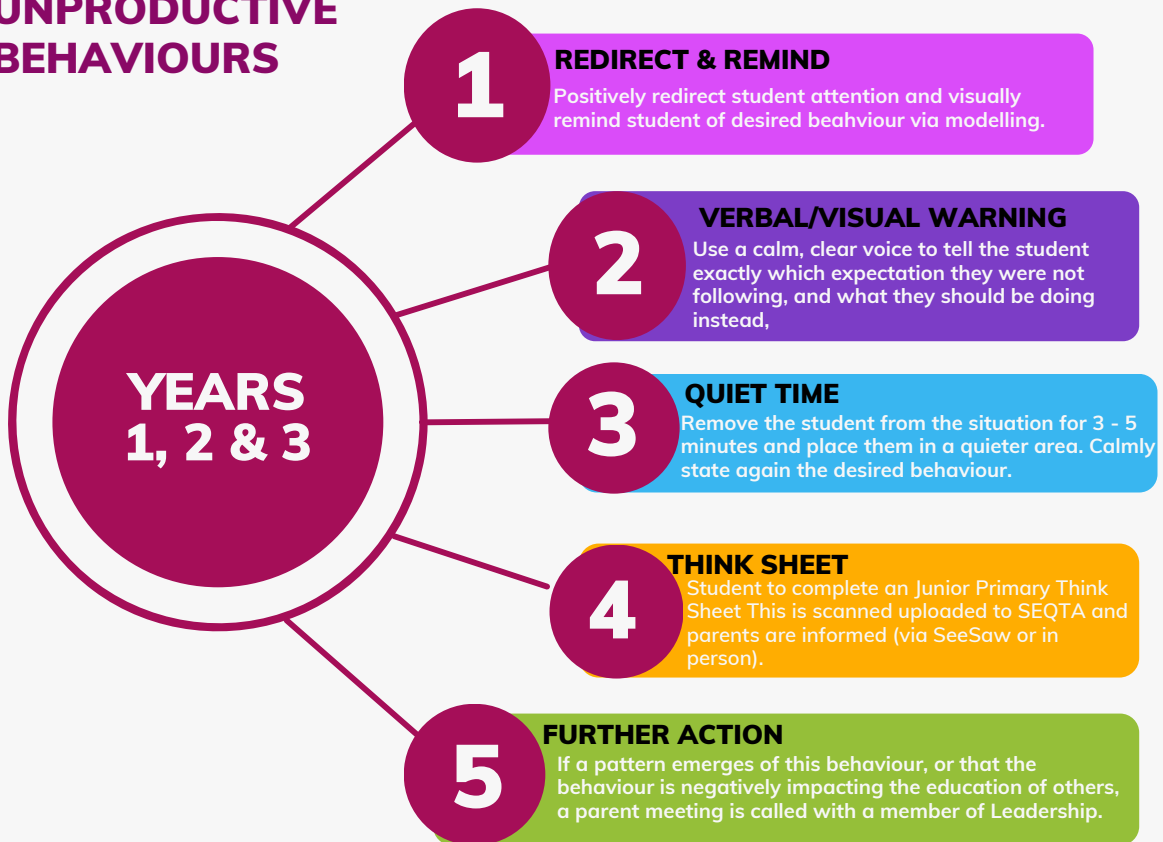 UNPRODUCTIVE
BEHAVIOURS
1
REDIRECT & REMIND
Positively redirect student attention and visually
remind student of desired beahviour via modelling.
2
VERBAL/VISUAL WARNING
Use a calm, clear voice to tell the student
exactly which expectation they were not
following, and what they should be doing
instead,
YEARS
1, 2 & 3
3
QUIET TIME
Remove the student from the situation for 3 - 5
minutes and place them in a quieter area. Calmly
state again the desired behaviour.
4
THINK SHEET
Student to complete an Junior Primary Think
Sheet This is scanned uploaded to SEQTA and
parents are informed (via SeeSaw or in
person).
5
FURTHER ACTION
If a pattern emerges of this behaviour, or that the
behaviour is negatively impacting the education of others,
a parent meeting is called with a member of Leadership.